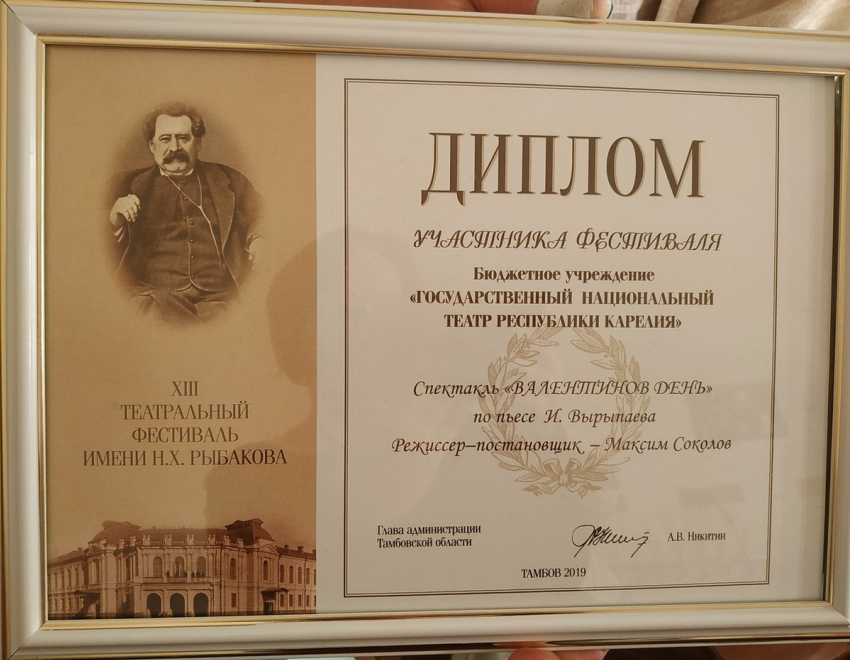 XIII
ТЕАТРАЛЬНЫЙ
ФЕСТИВАЛЬ
ИМЕНИ Н.Х. РЫБАКОВА
ДИПЛОМ
УЧАСТНИКА ФЕСТИВАЛЯ
Бюджетное учреждение
«ГОСУДАРСТВЕННЫЙ НАЦИОНАЛЬНЫЙ
ТЕАТР РЕСПУБЛИКИ КАРЕЛИЯ»
Спектакль «ВАЛЕНТИНОВ ДЕНЬ»
по пьесе И. Вырыпаева
Режиссер–постановщик – Максим Соколов
Глава администрации
Тамбовской области
А.В. Никитин
ТАМБОВ 2019